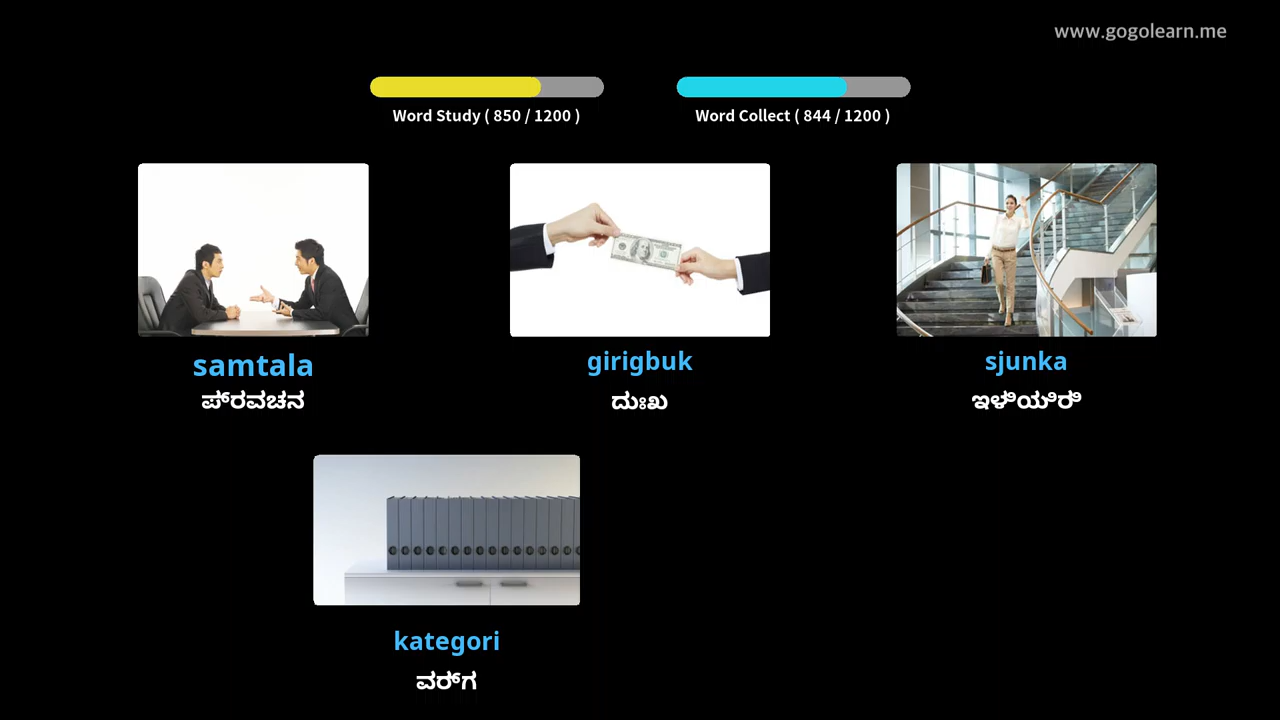 www.gogolearn.me
Word Study ( 850 / 1200 )
Word Collect ( 844 / 1200 )
samtala
ಪ್ರವಚನ
girigbuk
ದುಃಖ
sjunka
ಇಳಿಯಿರಿ
kategori
ವರ್ಗ